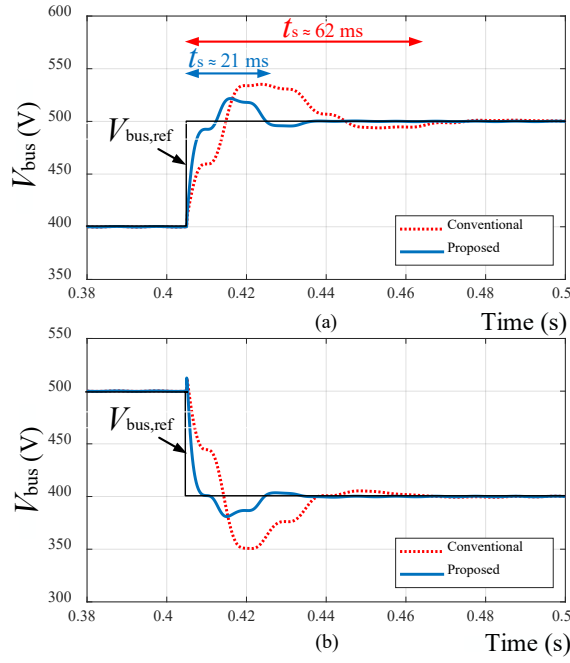 600
550
500
450
400
350
V_bus (V)
t_s ≈ 62 ms
t_s ≈ 21 ms
V_bus,ref
Conventional
Proposed
0.38 0.4 0.42 0.44 0.46 0.48 0.5
(a) Time (s)
550
500
450
400
350
300
V_bus (V)
V_bus,ref
Conventional
Proposed
0.38 0.4 0.42 0.44 0.46 0.48 0.5
(b) Time (s)